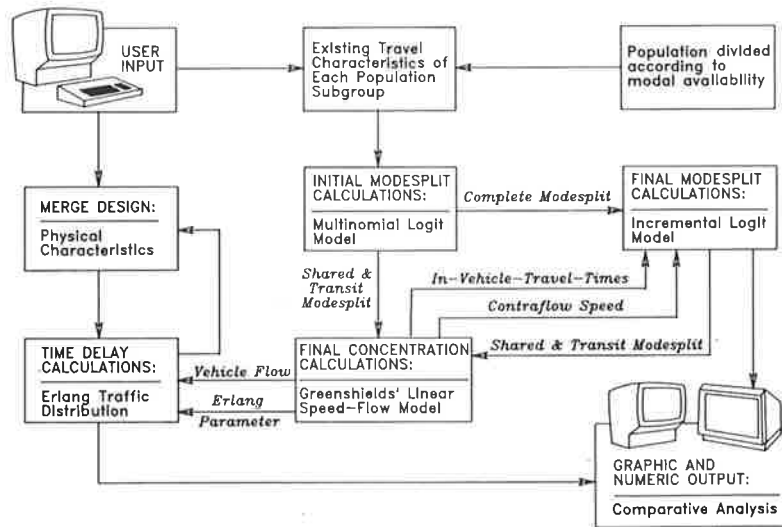 USER
INPUT
Existing Travel
Characteristics of
Each Population
Subgroup
Population divided
according to
modal availability
INITIAL MODESPLIT
CALCULATIONS:
Multinomial Logit
Model
Complete Modesplit
FINAL MODESPLIT
CALCULATIONS:
Incremental Logit
Model
MERGE DESIGN:
Physical
Characteristics
Shared &
Transit
Modesplit
In-Vehicle-Travel-Times
Contraflow Speed
Shared & Transit Modesplit
TIME DELAY
CALCULATIONS:
Erlang Traffic
Distribution
Vehicle Flow
Erlang
Parameter
FINAL CONCENTRATION
CALCULATIONS:
Greenshields' Linear
Speed-Flow Model
GRAPHIC AND
NUMERIC OUTPUT:
Comparative Analysis